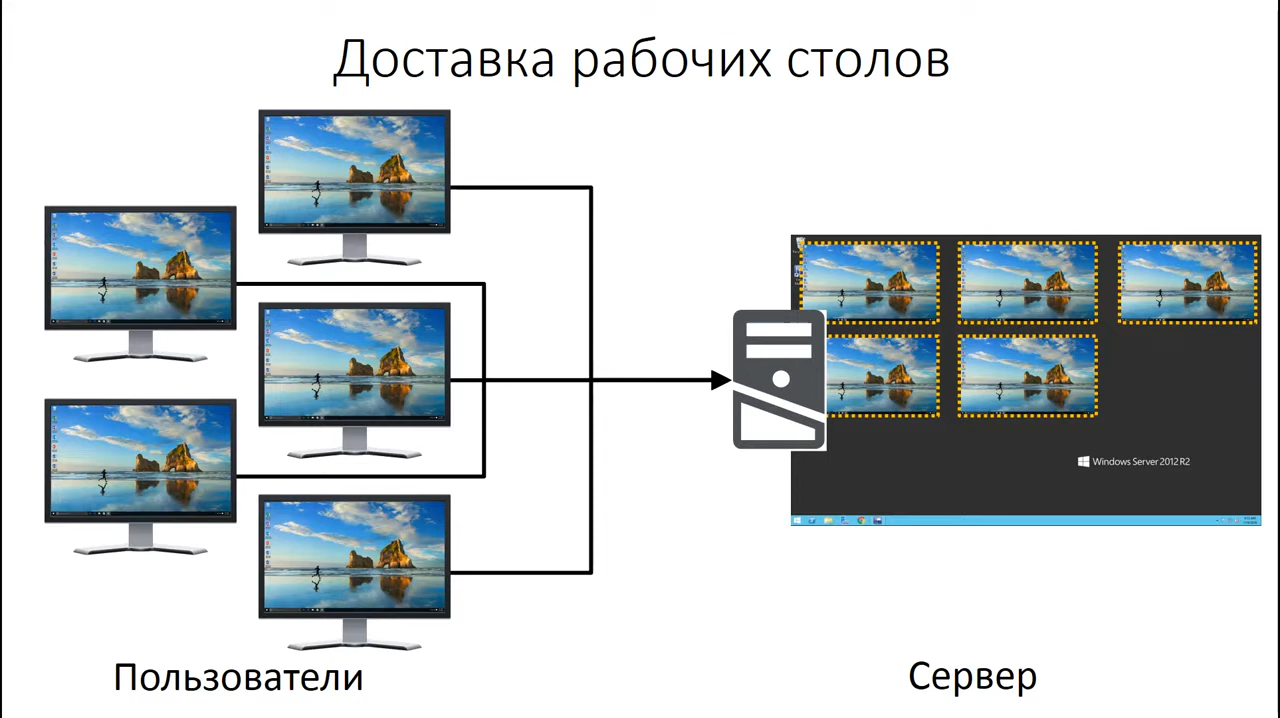 Доставка рабочих столов
Windows Server 2012 R2
Пользователи
Сервер